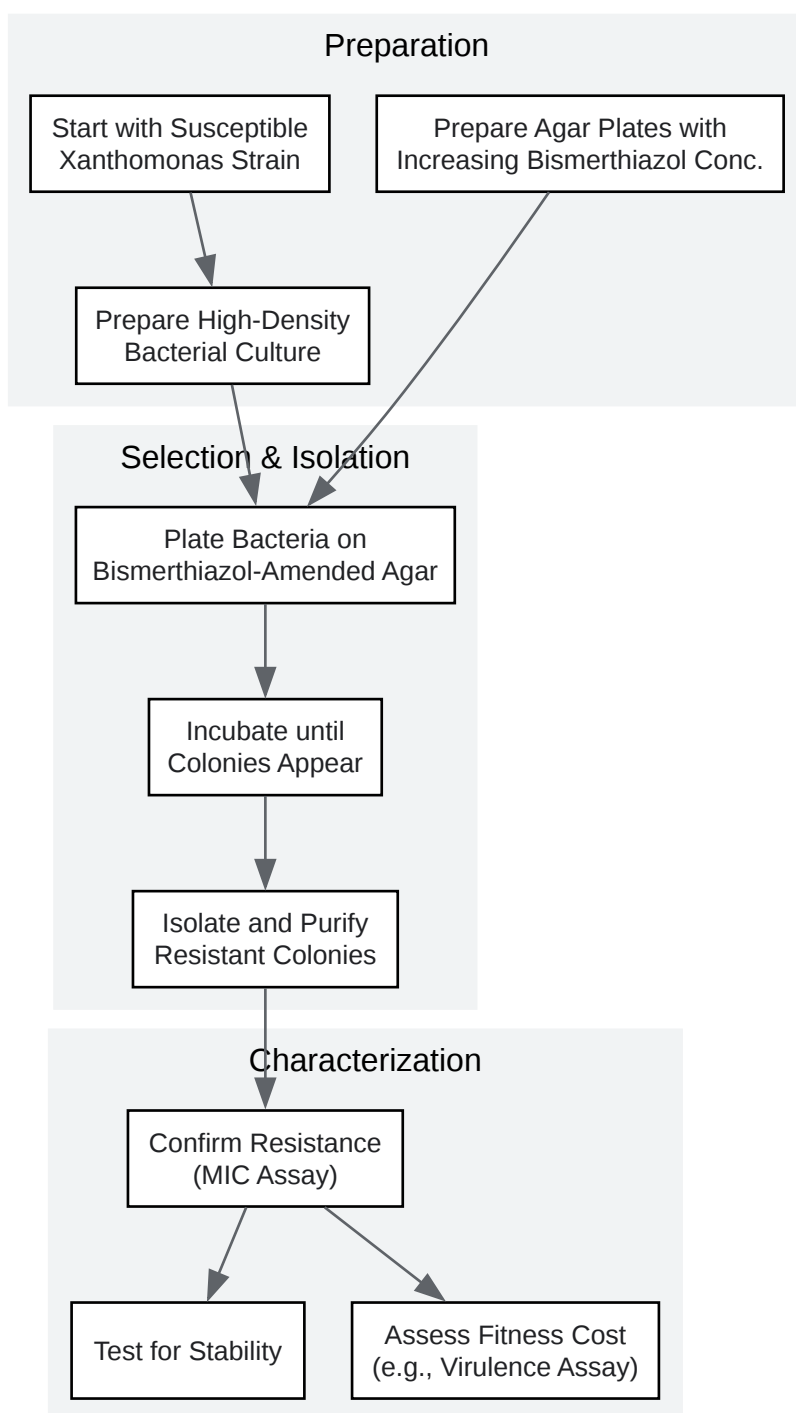 Preparation
Start with Susceptible
Xanthomonas Strain
Prepare Agar Plates with
Increasing Bismerthiazol Conc.
Prepare High-Density
Bacterial Culture
Selection & Isolation
Plate Bacteria on
Bismerthiazol-Amended Agar
Incubate until
Colonies Appear
Isolate and Purify
Resistant Colonies
Characterization
Confirm Resistance
(MIC Assay)
Test for Stability
Assess Fitness Cost
(e.g., Virulence Assay)